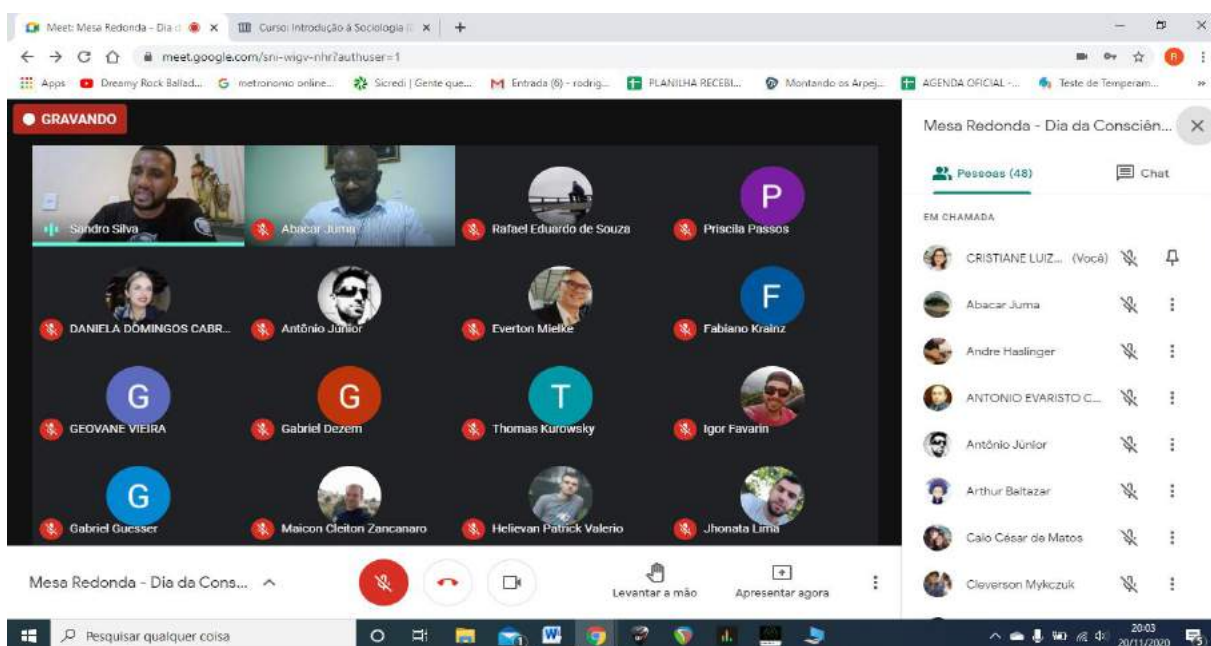 Meet: Mesa Redonda - Dia d
Curso: Introdução á Sociologia (
meet.google.com/sni-wigv-nhr?authuser=1
Apps Dreamy Rock Ballad... metronomo online... Sicredi | Gente que... Entrada (6) - rodrig... PLANILHA RECEBI... Montando os Arpej... AGENDA OFICIAL -... Teste de Temperam...
GRAVANDO
Sandro Silva
Abacar Juma
Rafael Eduardo de Souza
P
Priscila Passos
DANIELA DOMINGOS CABR...
Antônio Junior
Everton Mielke
F
Fabiano Krainz
G
GEOVANE VIEIRA
G
Gabriel Dezem
T
Thomas Kurowsky
Igor Favarin
G
Gabriel Guesser
Maicon Cleiton Zancanaro
Helievan Patrick Valerio
Jhonata Lima
Mesa Redonda - Dia da Consciên...
Pessoas (48)
Chat
EM CHAMADA
CRISTIANE LUIZ... (Você)
Abacar Juma
Andre Haslinger
ANTONIO EVARISTO C...
Antônio Júnior
Arthur Baltazar
Caio César de Matos
Cleverson Mykczuk
Mesa Redonda - Dia da Cons...
Levantar a mão
Apresentar agora
Pesquisar qualquer coisa
20:03
20/11/2020